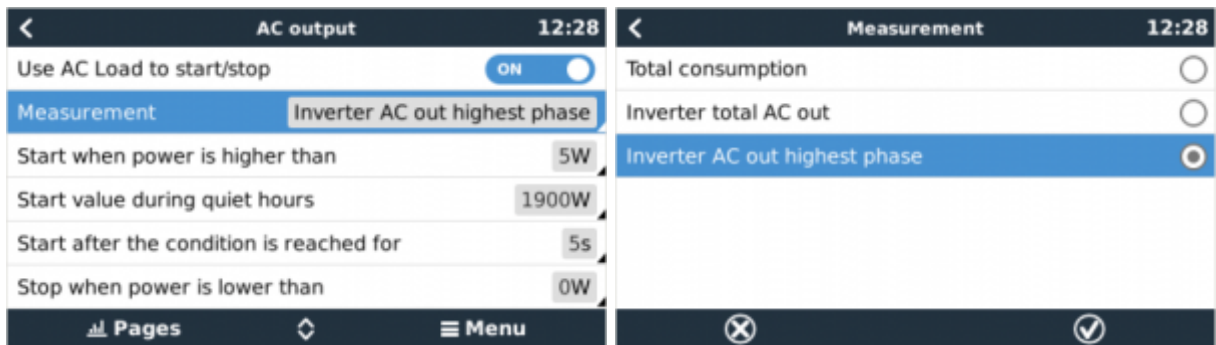 AC output 12:28
Use AC Load to start/stop ON
Measurement Inverter AC out highest phase
Start when power is higher than 5W
Start value during quiet hours 1900W
Start after the condition is reached for 5s
Stop when power is lower than 0W
Pages Menu
Measurement 12:28
Total consumption
Inverter total AC out
Inverter AC out highest phase